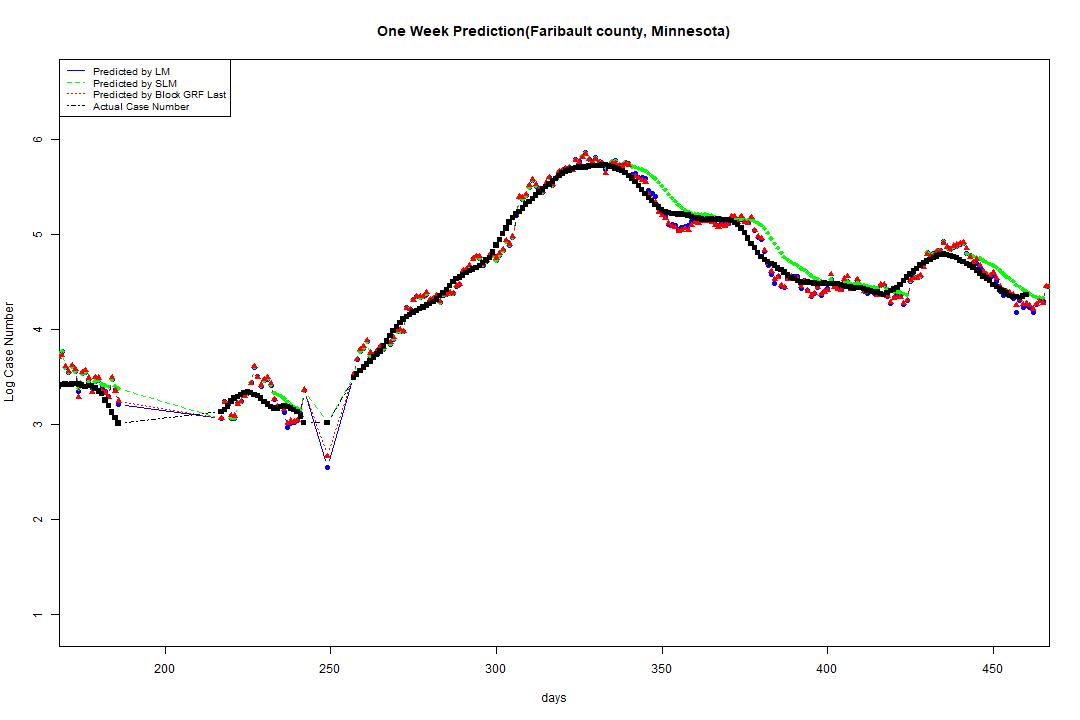 One Week Prediction(Faribault county, Minnesota)
Predicted by LM
Predicted by SLM
Predicted by Block GRF Last
Actual Case Number
6
5
4
3
2
1
Log Case Number
200 250 300 350 400 450
days